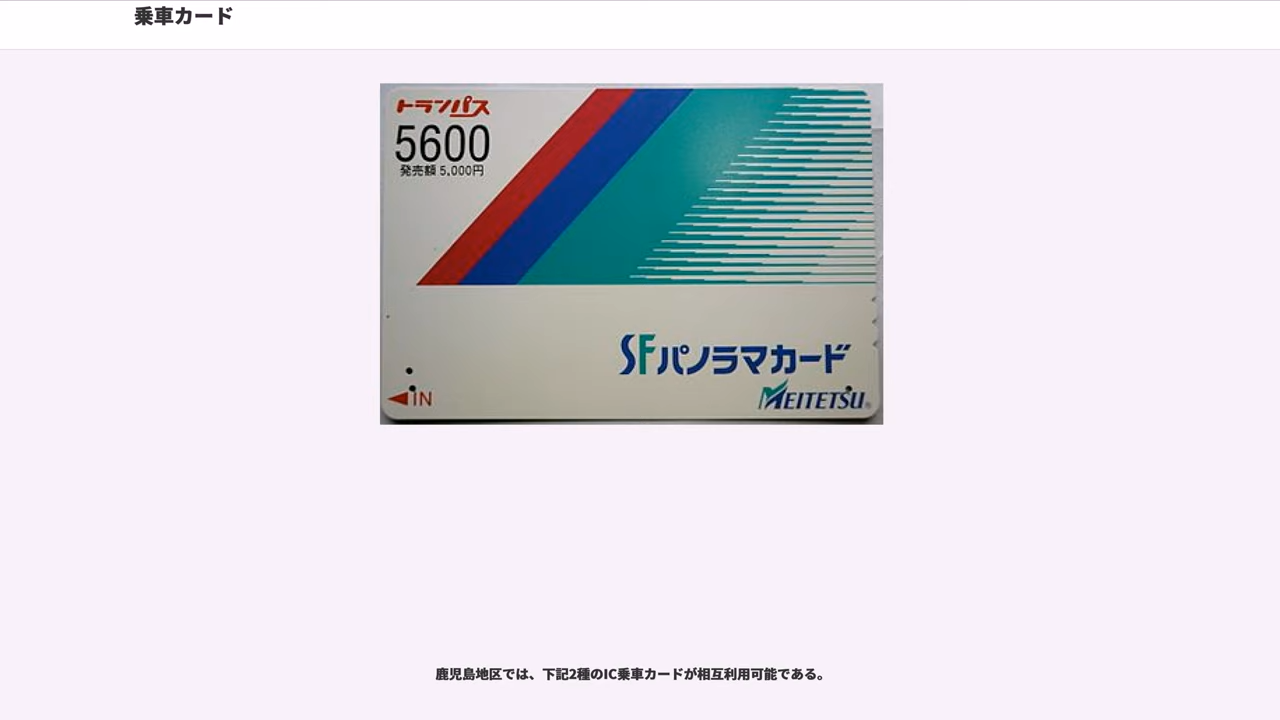 乗車カード
トランパス
5600
発売額 5,000円
SFパノラマカード
MEITETSU®
◀IN
鹿児島地区では、下記2種のIC乗車カードが相互利用可能である。